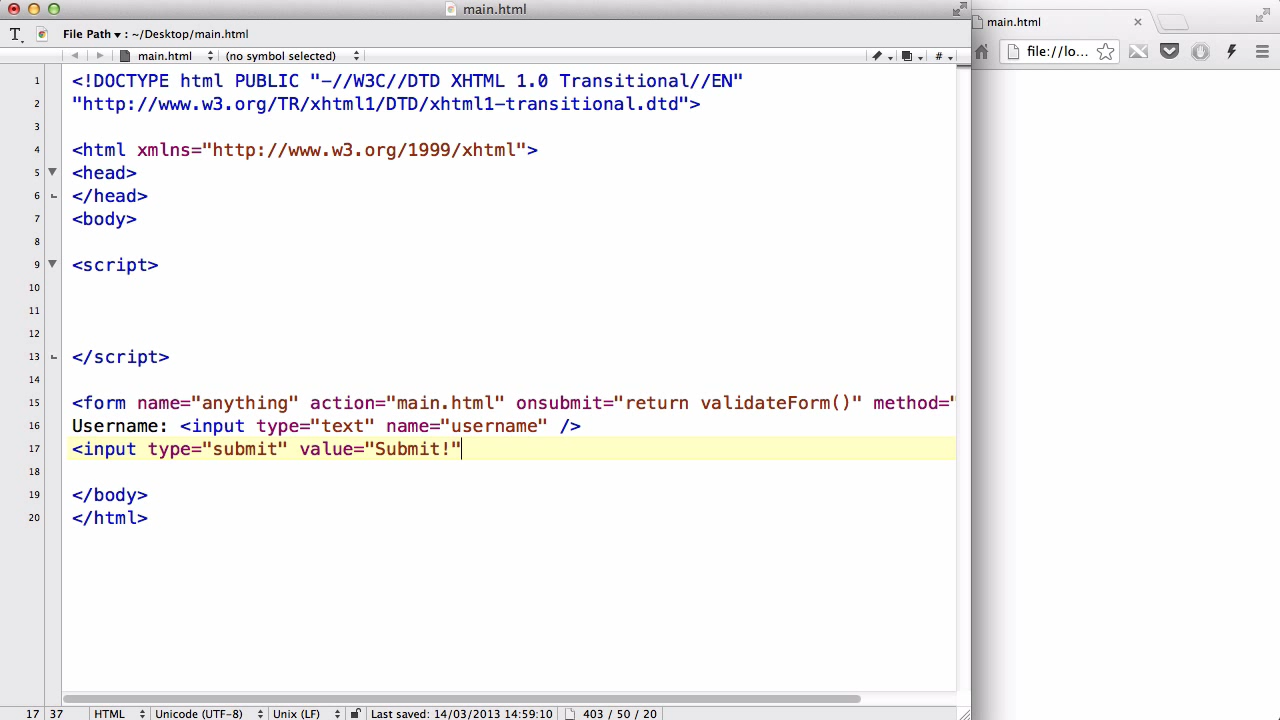 main.html
main.html
File Path ▾ : ~/Desktop/main.html
file://lo...
main.html
(no symbol selected)
#
1 <!DOCTYPE html PUBLIC "-//W3C//DTD XHTML 1.0 Transitional//EN"
2 "http://www.w3.org/TR/xhtml1/DTD/xhtml1-transitional.dtd">
3
4 <html xmlns="http://www.w3.org/1999/xhtml">
5 <head>
6 </head>
7 <body>
8
9 <script>
10
11
12
13 </script>
14
15 <form name="anything" action="main.html" onsubmit="return validateForm()" method="
16 Username: <input type="text" name="username" />
17 <input type="submit" value="Submit!"
18
19 </body>
20 </html>
17 37 HTML Unicode (UTF-8) Unix (LF) Last saved: 14/03/2013 14:59:10 403 / 50 / 20